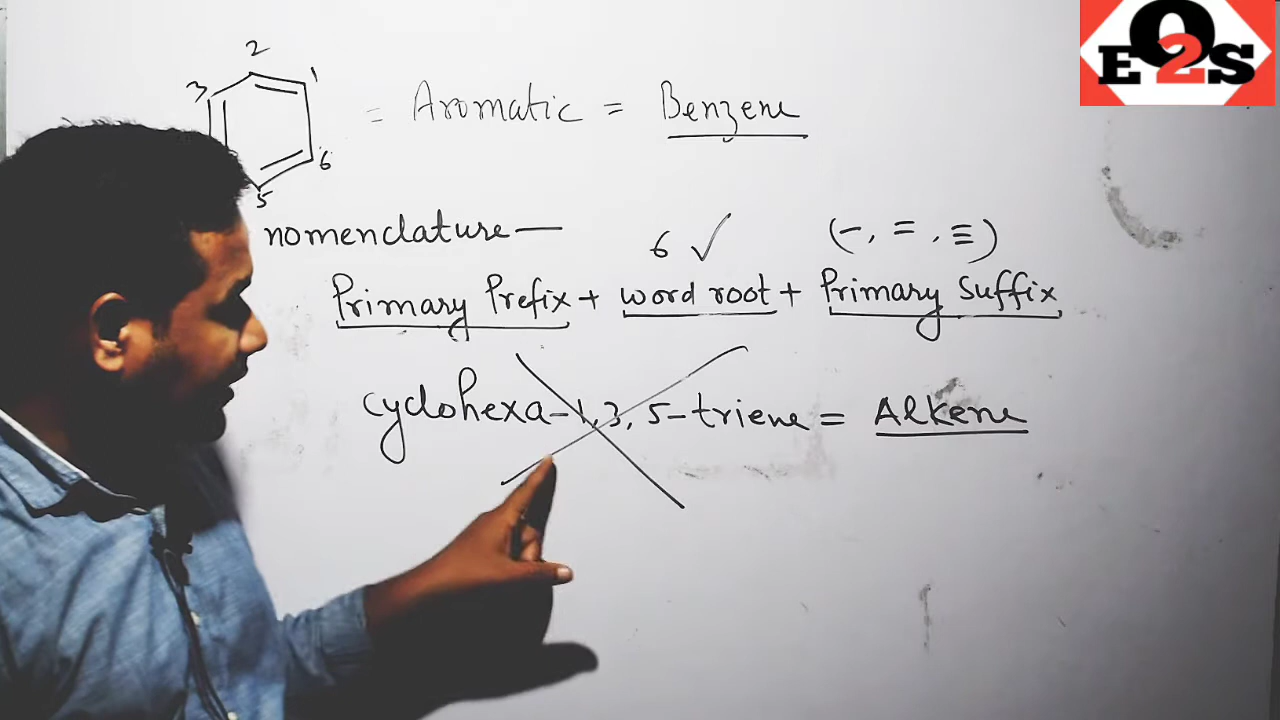 E2OS
2
3 1
= Aromatic = Benzene
6
5
nomenclature —
6 ✓ (-, =, ≡)
Primary Prefix + word root + Primary Suffix
cyclohexa-1,3,5-triene = Alkene